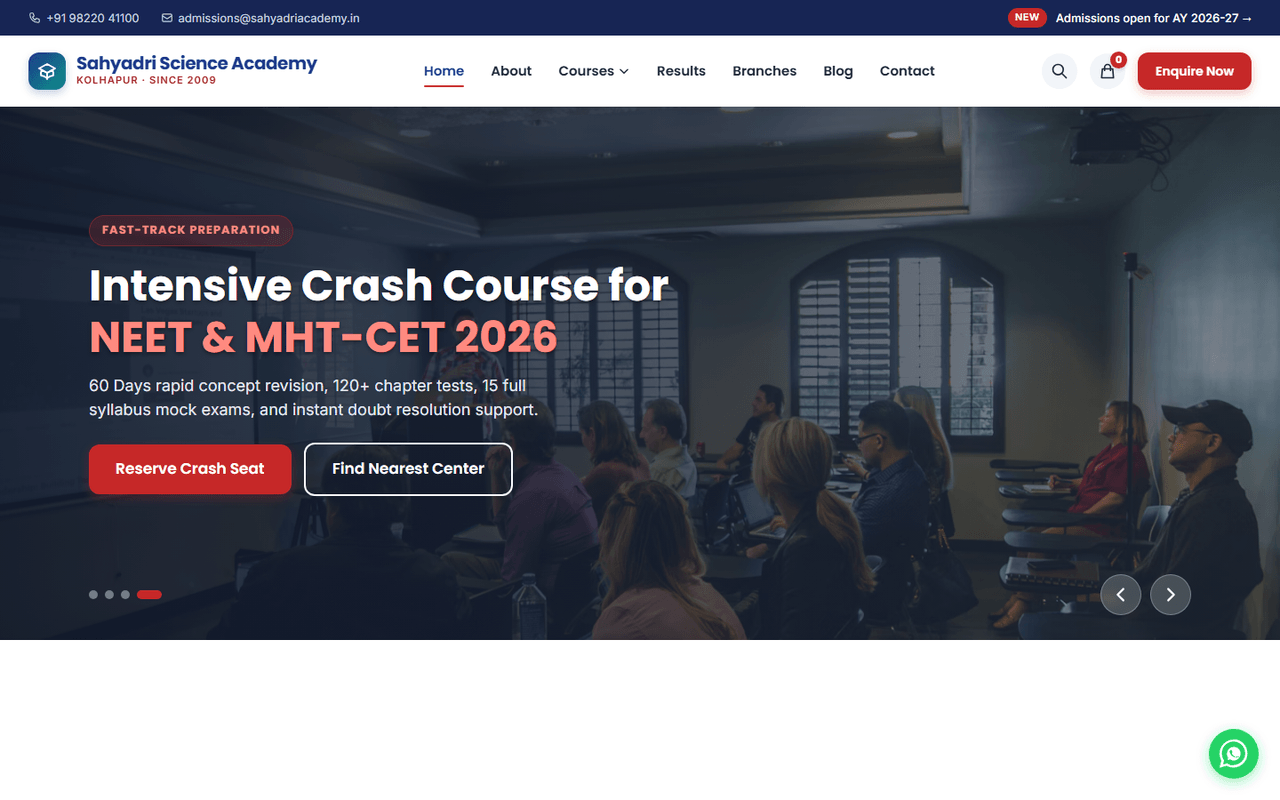 +91 98220 41100
admissions@sahyadriacademy.in
NEW Admissions open for AY 2026-27 →
Sahyadri Science Academy
KOLHAPUR · SINCE 2009
Home
About
Courses
Results
Branches
Blog
Contact
0
Enquire Now
FAST-TRACK PREPARATION
Intensive Crash Course for
NEET & MHT-CET 2026
60 Days rapid concept revision, 120+ chapter tests, 15 full
syllabus mock exams, and instant doubt resolution support.
Reserve Crash Seat
Find Nearest Center